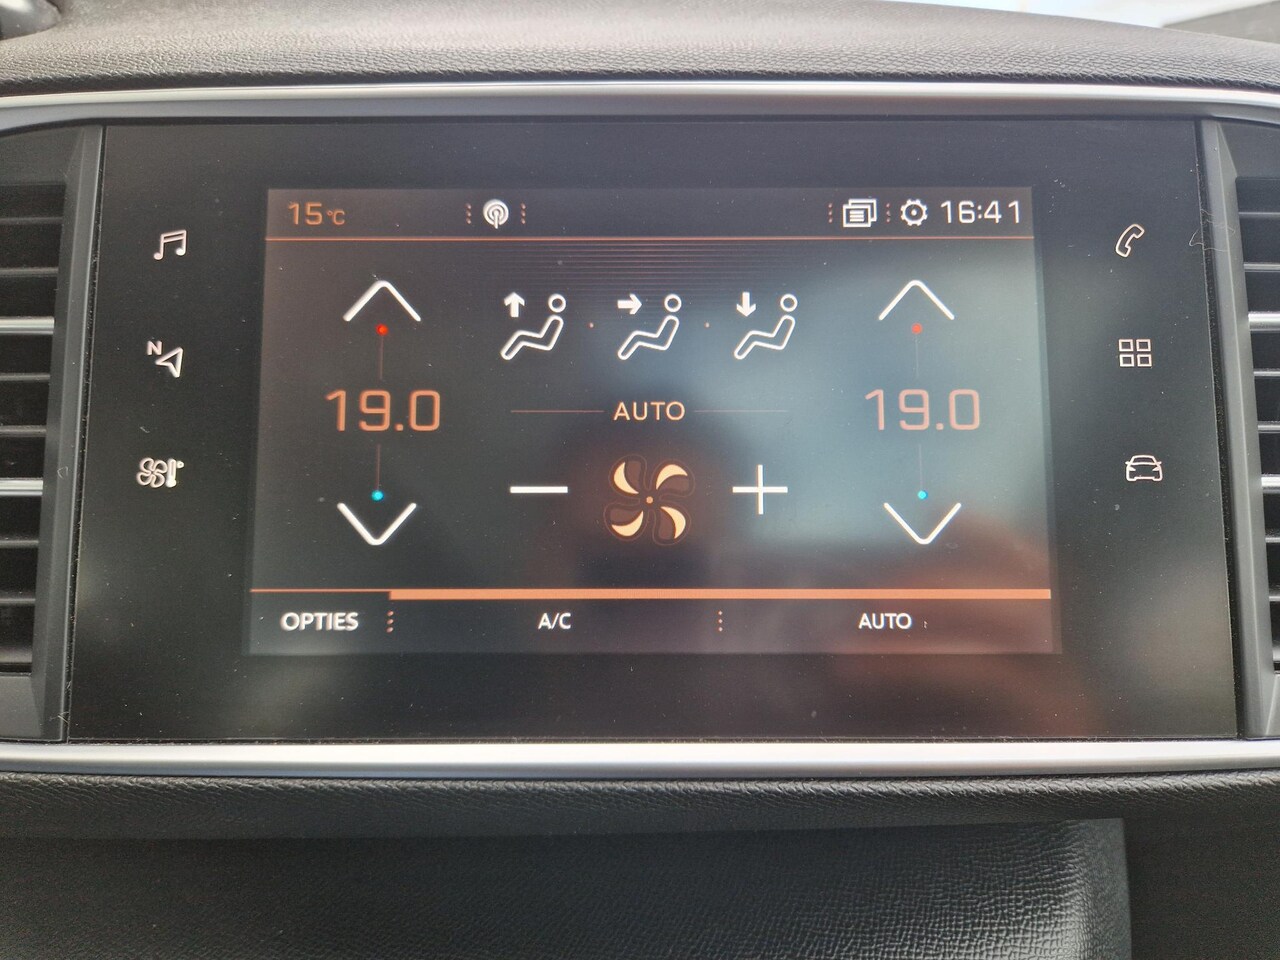 15°C 16:41
N
19.0 AUTO 19.0
OPTIES A/C AUTO